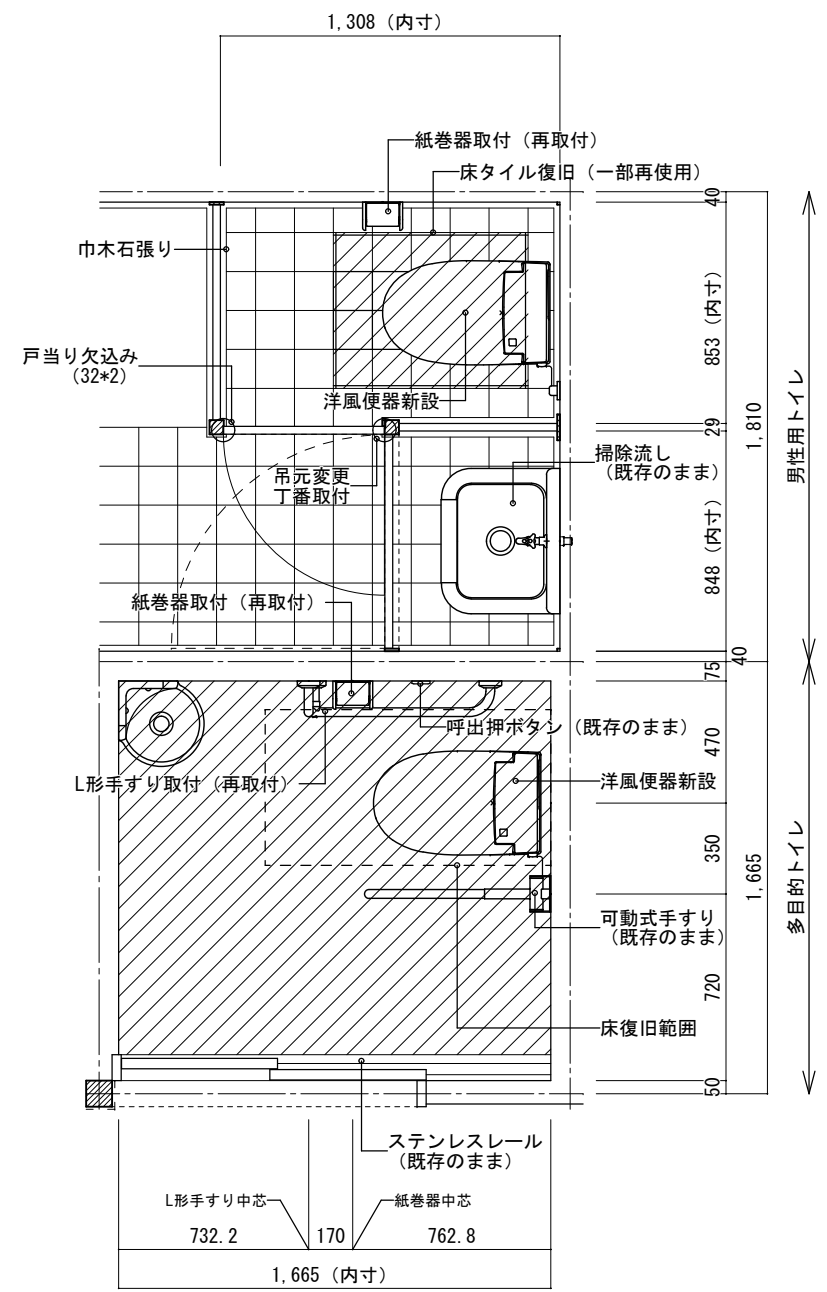 1,308 (内寸)
紙巻器取付 (再取付)
床タイル復旧 (一部再使用)
40
巾木石張り
853 (内寸)
戸当り欠込み
(32*2)
洋風便器新設
29
1,810
男性用トイレ
掃除流し
(既存のまま)
吊元変更
丁番取付
848 (内寸)
紙巻器取付 (再取付)
40
75
呼出押ボタン (既存のまま)
470
L形手すり取付 (再取付)
洋風便器新設
350
1,665
多目的トイレ
可動式手すり
(既存のまま)
720
床復旧範囲
50
ステンレスレール
(既存のまま)
L形手すり中芯
紙巻器中芯
732.2
170
762.8
1,665 (内寸)